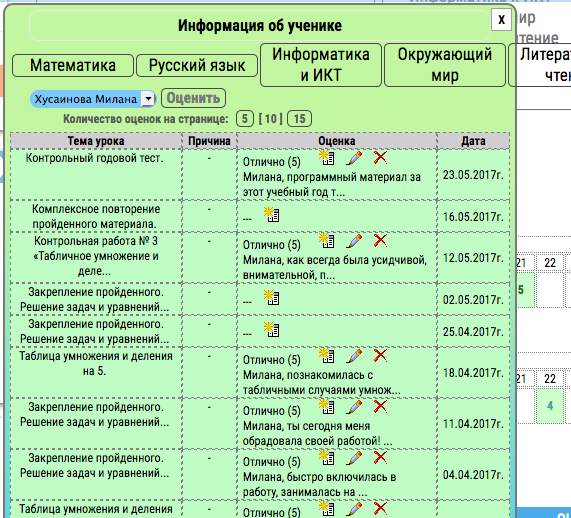 Информация об ученике
x
Математика
Русский язык
Информатика
и ИКТ
Окружающий
мир
Литерат
чтен
Хусаинова Милана
Оценить
Количество оценок на странице: 5 [ 10 ] 15
Тема урока Причина Оценка Дата
Контрольный годовой тест. - Отлично (5)
Милана, программный материал за
этот учебный год т...
23.05.2017г.
Комплексное повторение
пройденного материала.
- --- 16.05.2017г.
Контрольная работа № 3
«Табличное умножение и
деле...
- Отлично (5)
Милана, как всегда была усидчивой,
внимательной, п...
12.05.2017г.
Закрепление пройденного.
Решение задач и уравнений...
- --- 02.05.2017г.
Закрепление пройденного.
Решение задач и уравнений...
- --- 25.04.2017г.
Таблица умножения и деления
на 5.
- Отлично (5)
Милана, познакомилась с
табличными случаями умнож...
18.04.2017г.
Закрепление пройденного.
Решение задач и уравнений...
- Отлично (5)
Милана, ты сегодня меня
обрадовала своей работой! ...
11.04.2017г.
Закрепление пройденного.
Решение задач и уравнений...
- Отлично (5)
Милана, быстро включилась в
работу, занималась на ...
04.04.2017г.
Таблица умножения и деления - Отлично (5)
мир
тение
21 22
5
21 22
4